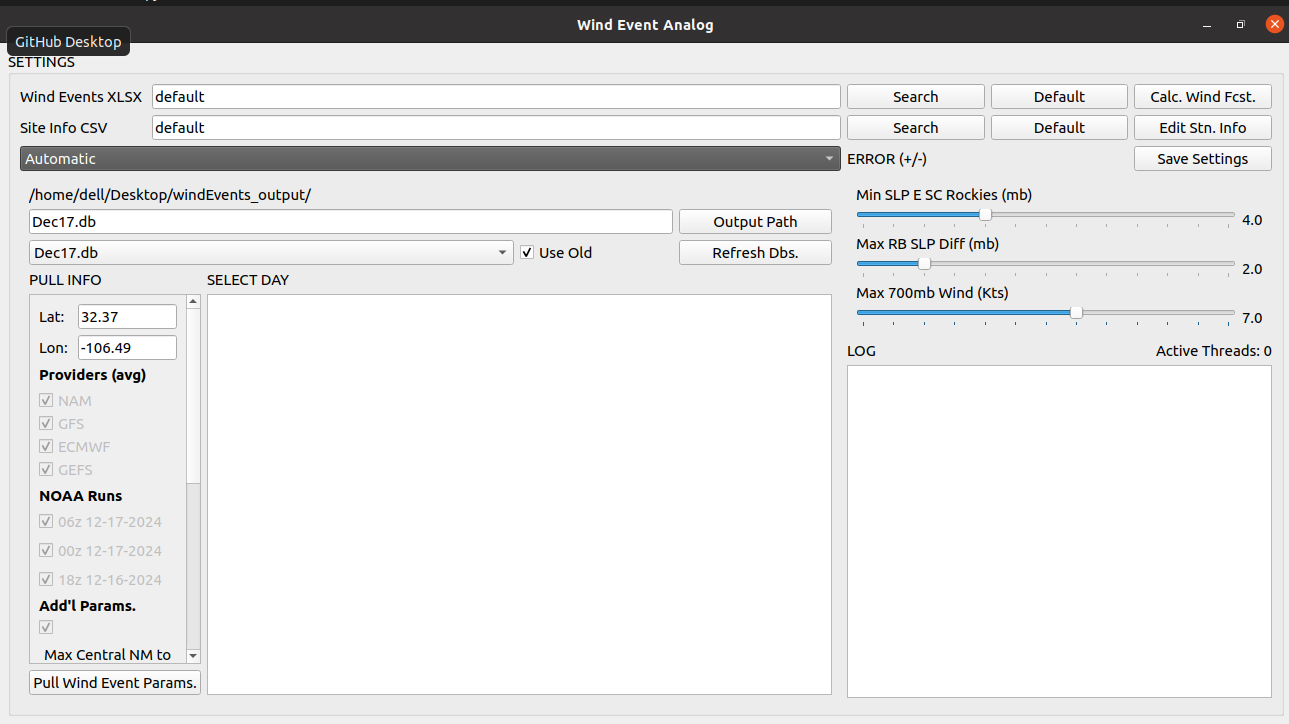 Wind Event Analog
GitHub Desktop
SETTINGS
Wind Events XLSX default Search Default Calc. Wind Fcst.
Site Info CSV default Search Default Edit Stn. Info
Automatic ERROR (+/-) Save Settings
/home/dell/Desktop/windEvents_output/ Min SLP E SC Rockies (mb)
Dec17.db Output Path 4.0
Max RB SLP Diff (mb)
Dec17.db Use Old Refresh Dbs. 2.0
PULL INFO SELECT DAY Max 700mb Wind (Kts)
Lat: 32.37 7.0
Lon: -106.49 LOG Active Threads: 0
Providers (avg)
NAM
GFS
ECMWF
GEFS
NOAA Runs
06z 12-17-2024
00z 12-17-2024
18z 12-16-2024
Add'l Params.
Max Central NM to
Pull Wind Event Params.